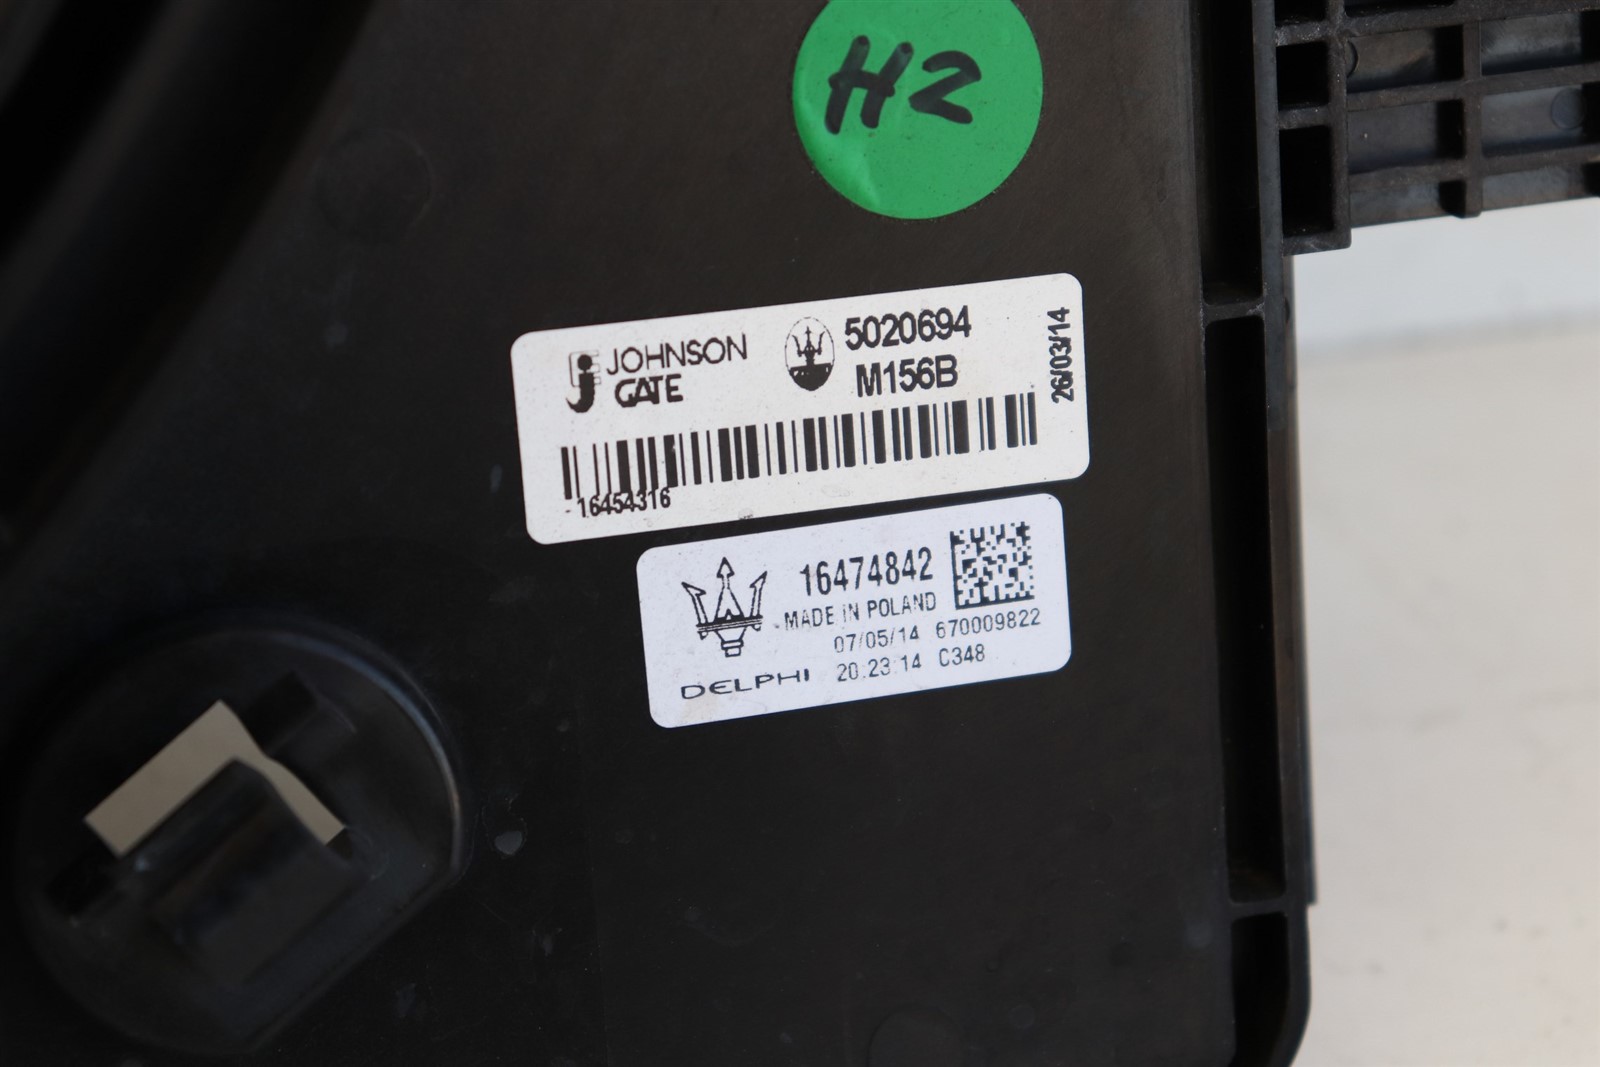 H2
JOHNSON
GATE
5020694
M156B
26/03/14
16454316
16474842
MADE IN POLAND
07/05/14 670009822
20:23:14 C348
DELPHI